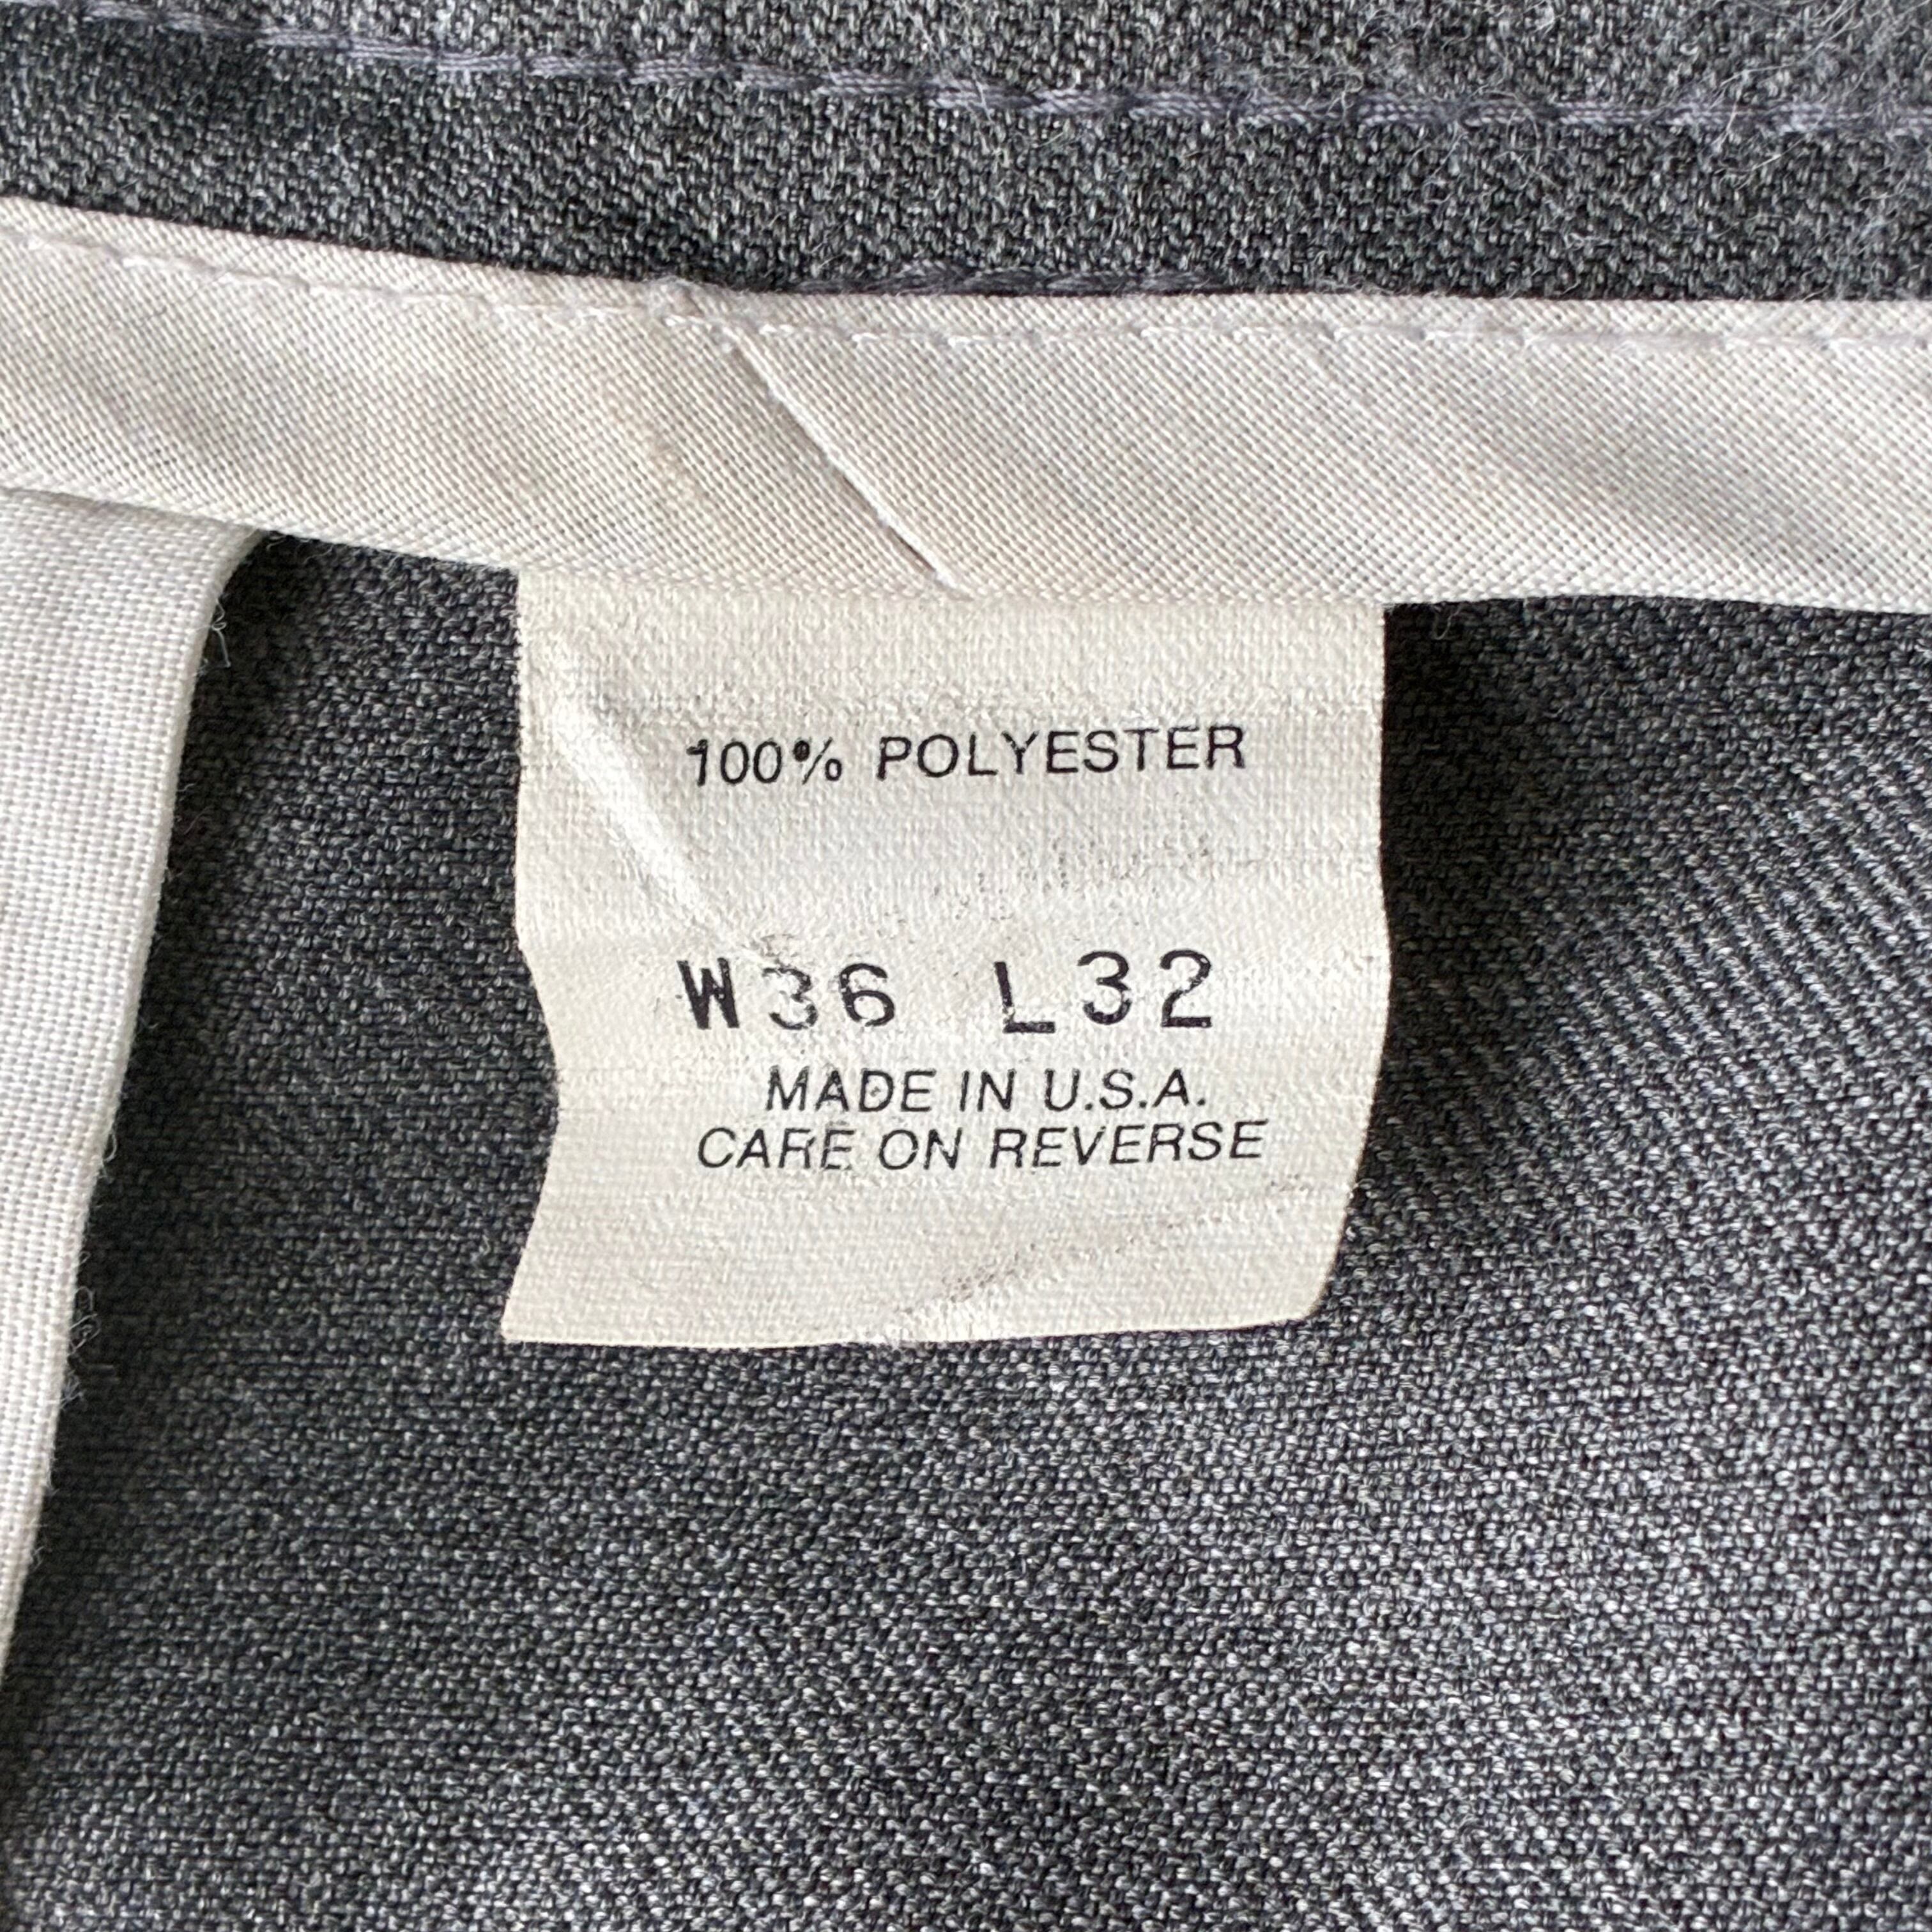 100% POLYESTER
W36 L32
MADE IN U.S.A.
CARE ON REVERSE